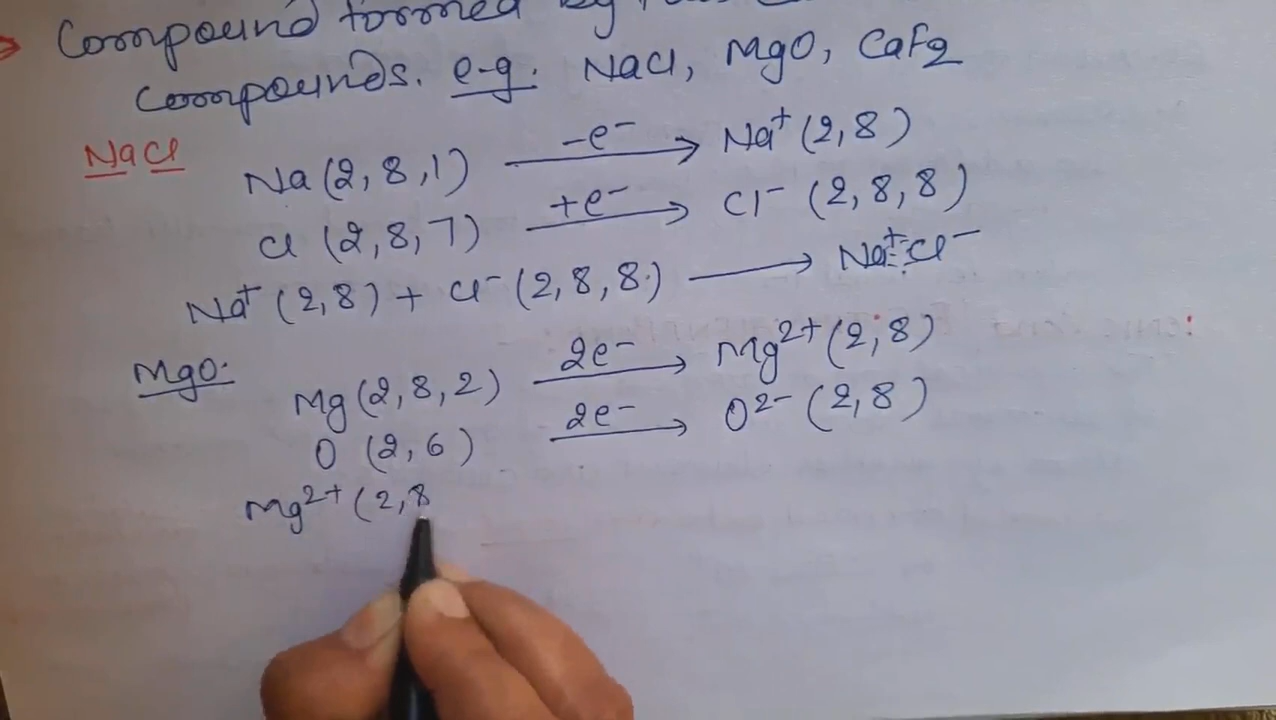 Compound formed by
Compounds. e-g. NaCl, MgO, CaF2
NaCl
Na (2,8,1) -e⁻ → Na⁺ (2,8)
Cl (2,8,7) +e⁻ → Cl⁻ (2,8,8)
Na⁺ (2,8) + Cl⁻ (2,8,8) → Na⁺Cl⁻
MgO.
Mg (2,8,2) 2e⁻ → Mg²⁺ (2,8)
O (2,6) 2e⁻ → O²⁻ (2,8)
Mg²⁺ (2,8